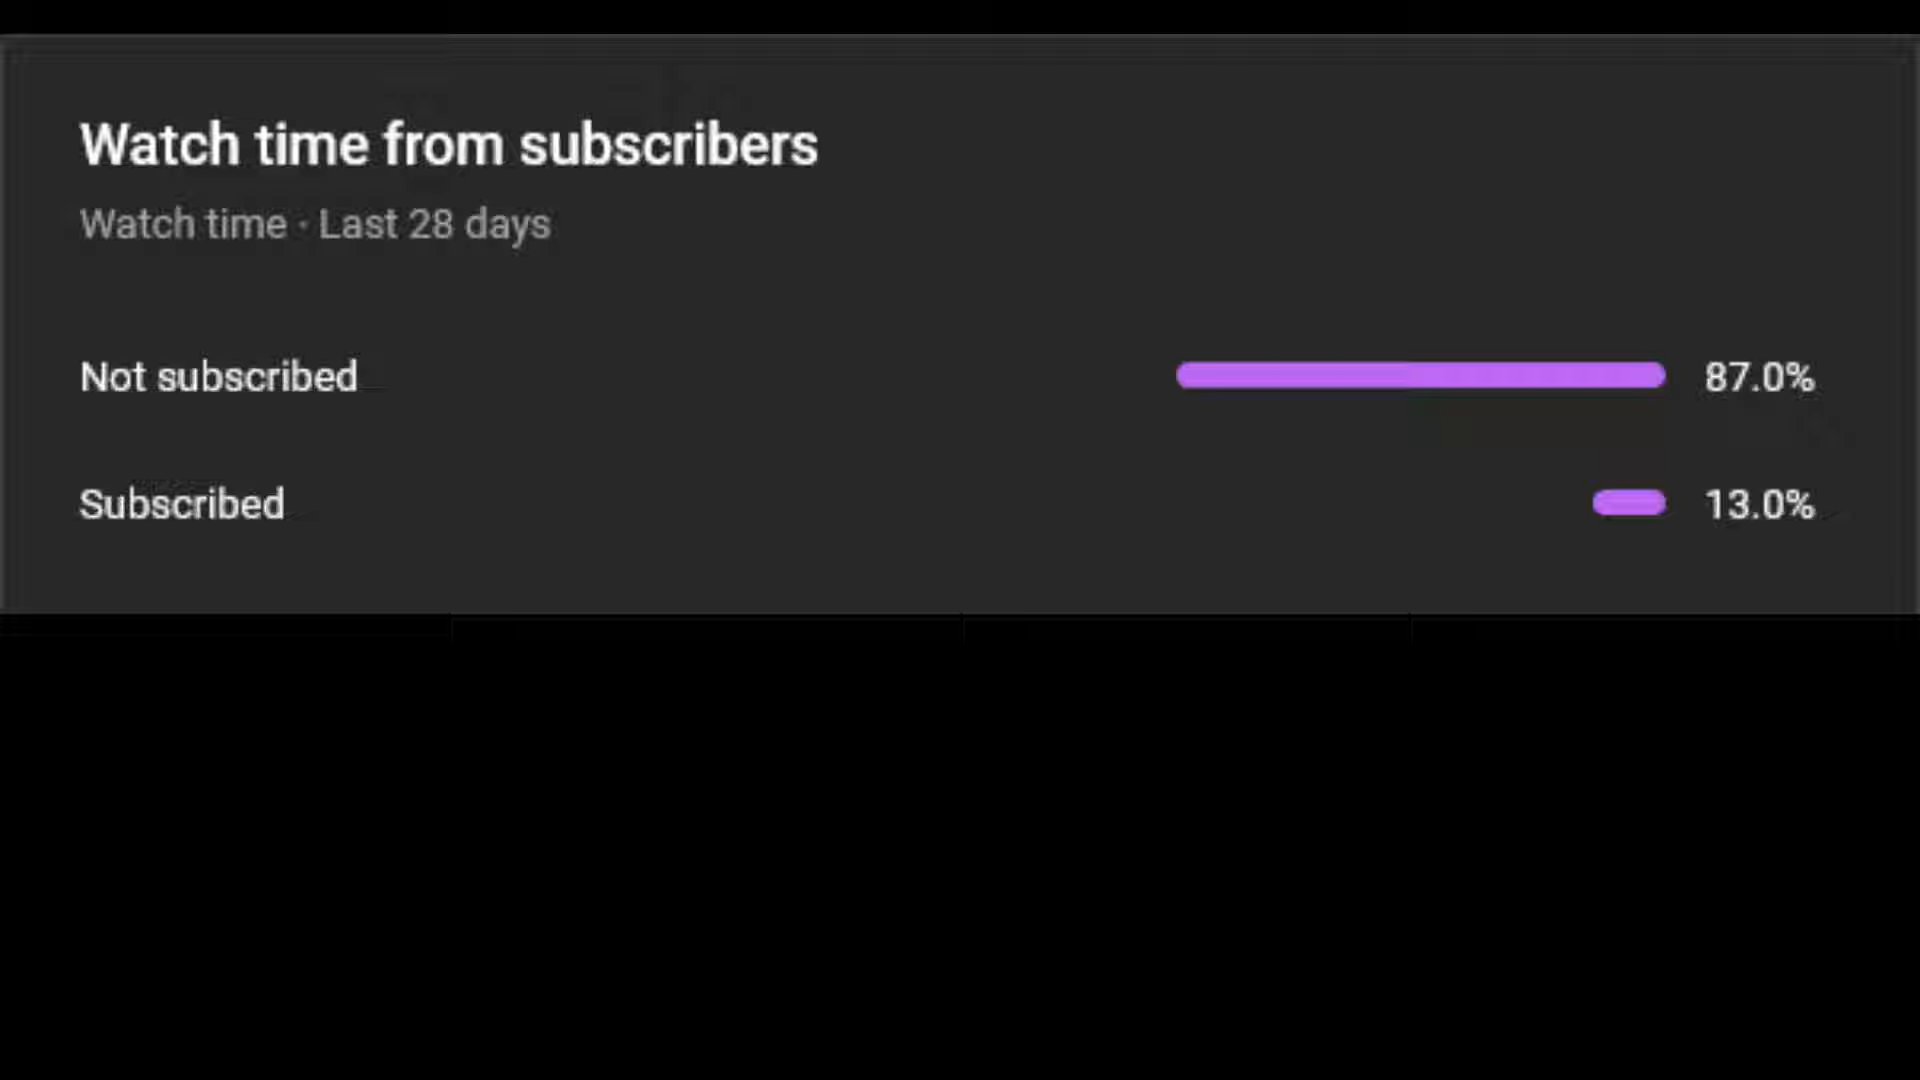 Watch time from subscribers
Watch time · Last 28 days
Not subscribed 87.0%
Subscribed 13.0%